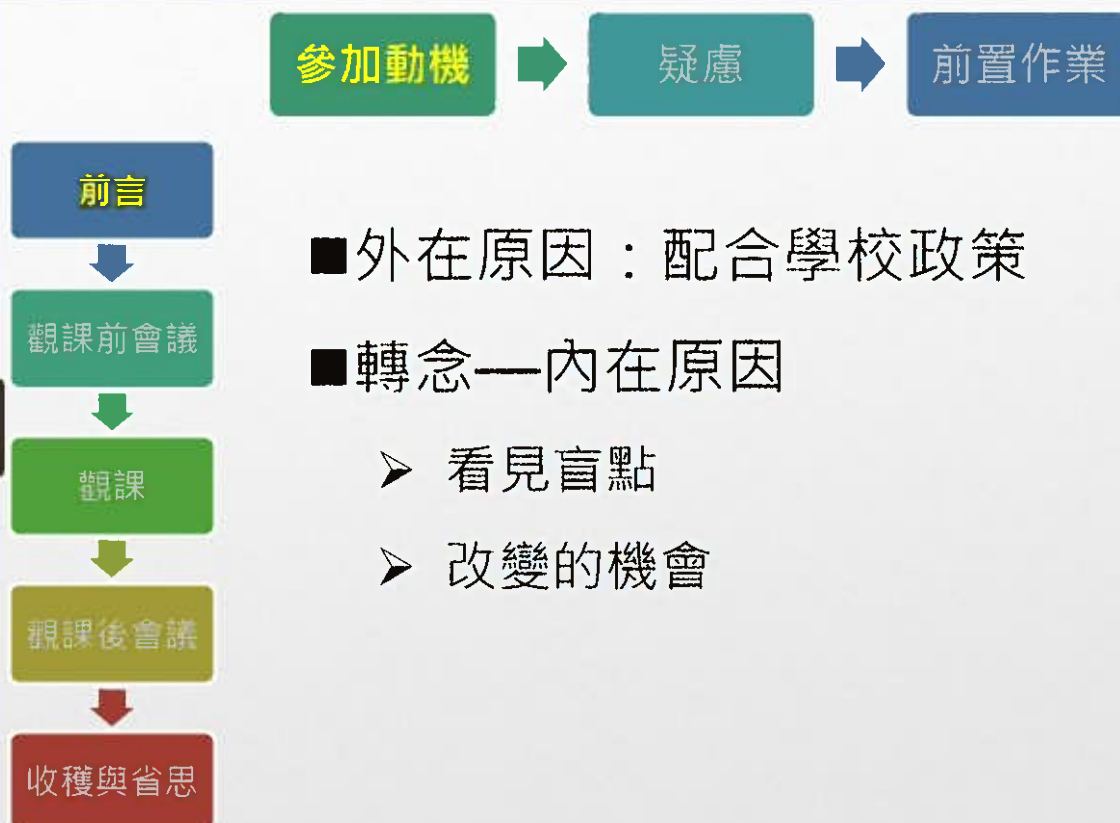 參加動機
疑慮
前置作業
前言
觀課前會議
觀課
觀課後會議
收穫與省思
■外在原因：配合學校政策
■轉念—內在原因
➢ 看見盲點
➢ 改變的機會